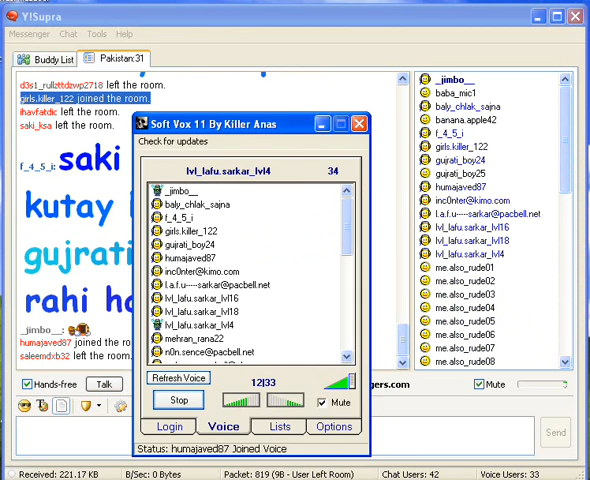 Y!Supra
Messenger Chat Tools Help
Buddy List Pakistan:31
d3s1_rullzttdzwp2718 left the room.
girls.killer_122 joined the room.
ihavfatdic left the room.
saki_ksa left the room.
f_4_5_i: saki
kutay
gujrati
rahi ha
_jimbo__:
humajaved87 joined the
saleemdxb32 left the ro
Soft Vox 11 By Killer Anas
Check for updates
lvl_lafu.sarkar_lvl4 34
_jimbo__
baly_chlak_sajna
f_4_5_i
girls.killer_122
gujrati_boy24
humajaved87
inc0nter@kimo.com
l.a.f.u-----sarkar@pacbell.net
lvl_lafu.sarkar_lvl16
lvl_lafu.sarkar_lvl18
lvl_lafu.sarkar_lvl4
mehran_rana22
n0n.sence@pacbell.net
Refresh Voice
12|33
Stop
Mute
Login Voice Lists Options
Status: humajaved87 Joined Voice
_jimbo__
baba_mic1
baly_chlak_sajna
banana.apple42
f_4_5_i
girls.killer_122
gujrati_boy24
gujrati_boy25
humajaved87
inc0nter@kimo.com
l.a.f.u-----sarkar@pacbell.net
lvl_lafu.sarkar_lvl16
lvl_lafu.sarkar_lvl18
lvl_lafu.sarkar_lvl4
me.also_rude01
me.also_rude02
me.also_rude03
me.also_rude04
me.also_rude05
me.also_rude06
me.also_rude07
me.also_rude08
Hands-free Talk gers.com Mute
Send
Received: 221.17 KB B/Sec: 0 Bytes Packet: 819 (9B - User Left Room) Chat Users: 42 Voice Users: 33